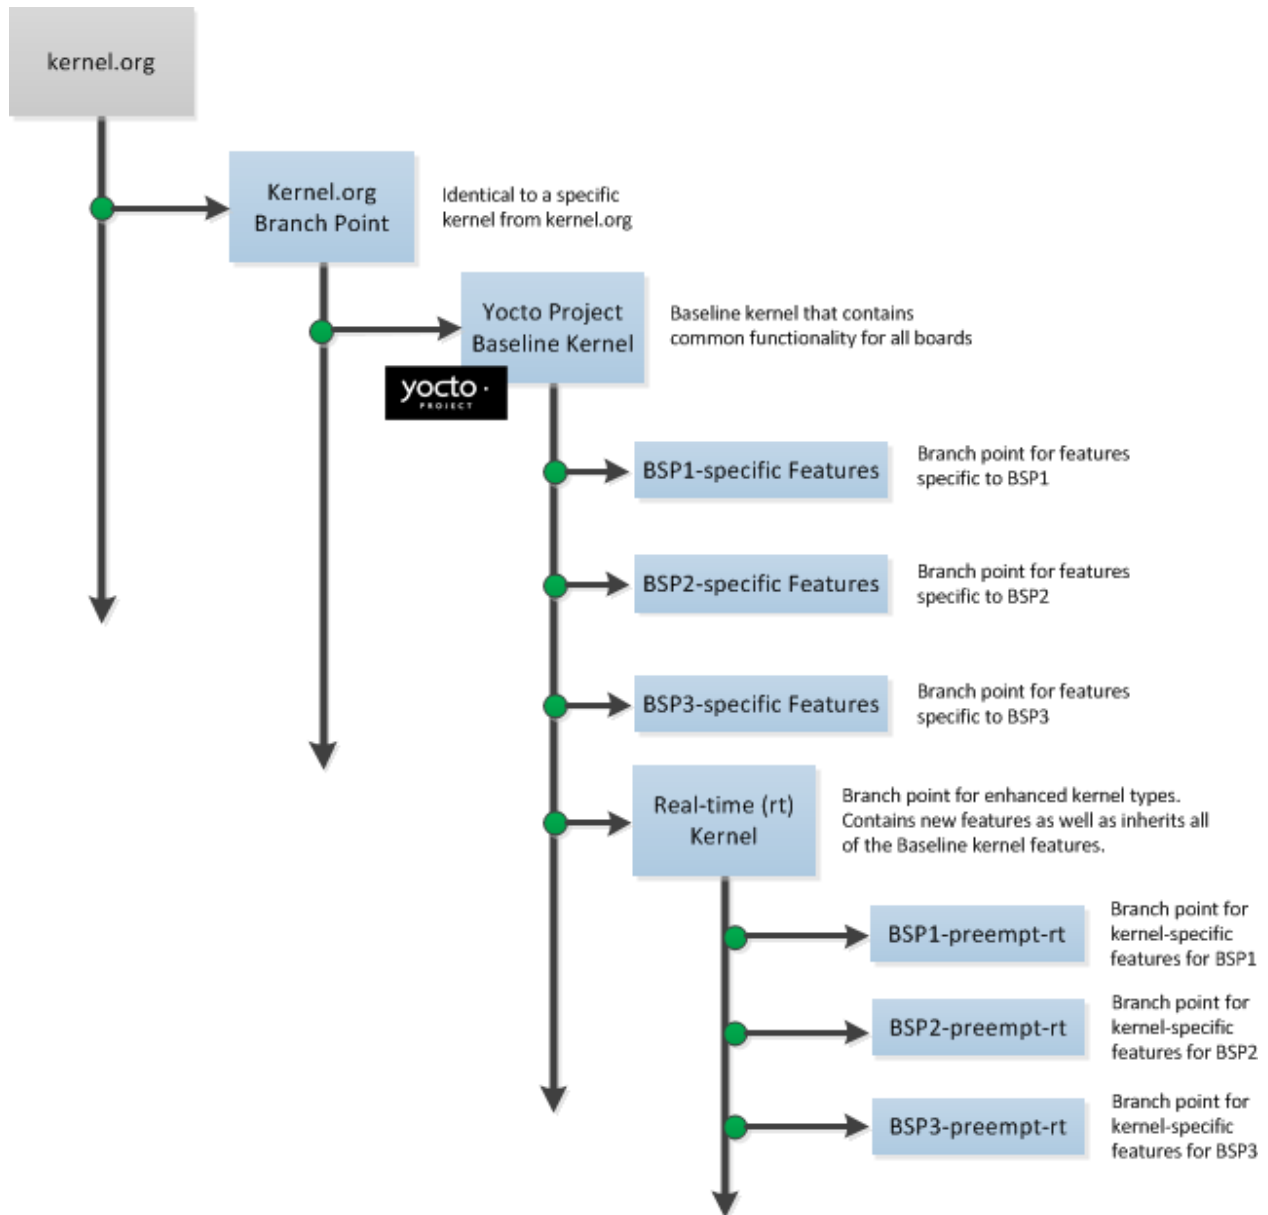 kernel.org
Kernel.org
Branch Point
Identical to a specific
kernel from kernel.org
Yocto Project
Baseline Kernel
Baseline kernel that contains
common functionality for all boards
yocto ·
PROJECT
BSP1-specific Features
Branch point for features
specific to BSP1
BSP2-specific Features
Branch point for features
specific to BSP2
BSP3-specific Features
Branch point for features
specific to BSP3
Real-time (rt)
Kernel
Branch point for enhanced kernel types.
Contains new features as well as inherits all
of the Baseline kernel features.
BSP1-preempt-rt
Branch point for
kernel-specific
features for BSP1
BSP2-preempt-rt
Branch point for
kernel-specific
features for BSP2
BSP3-preempt-rt
Branch point for
kernel-specific
features for BSP3